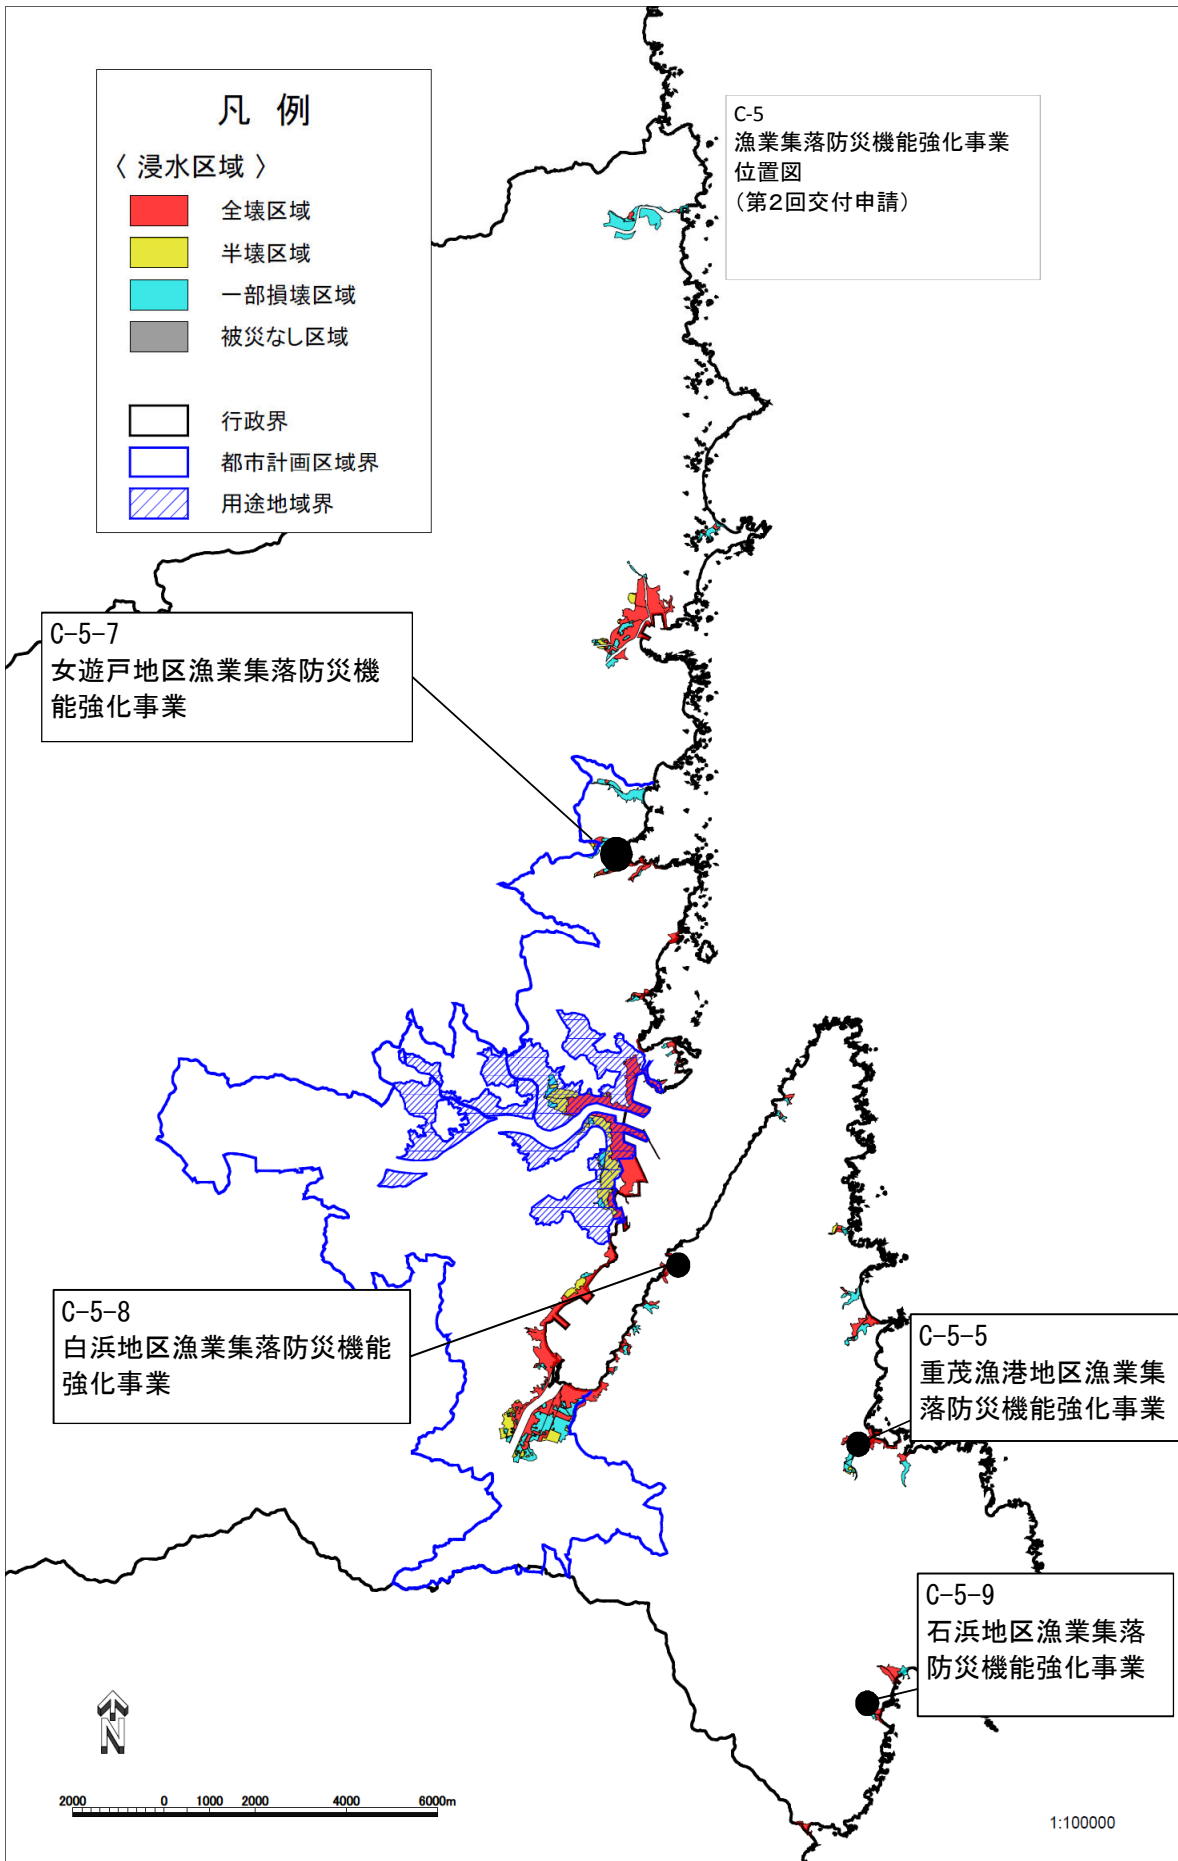 凡 例
〈 浸水区域 〉
全壊区域
半壊区域
一部損壊区域
被災なし区域
行政界
都市計画区域界
用途地域界
C-5
漁業集落防災機能強化事業
位置図
（第2回交付申請）
C-5-7
女遊戸地区漁業集落防災機
能強化事業
C-5-8
白浜地区漁業集落防災機能
強化事業
C-5-5
重茂漁港地区漁業集
落防災機能強化事業
C-5-9
石浜地区漁業集落
防災機能強化事業
N
2000 0 1000 2000 4000 6000m
1:100000